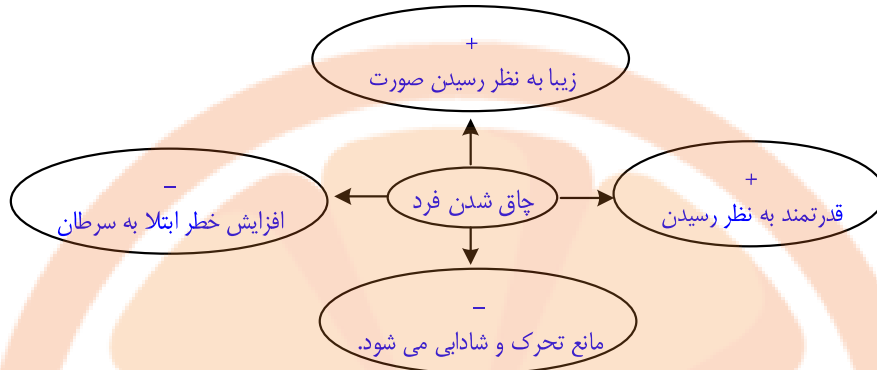 +
زیبا به نظر رسیدن صورت
+
قدرتمند به نظر رسیدن
چاق شدن فرد
–
افزایش خطر ابتلا به سرطان
–
مانع تحرک و شادابی می شود.